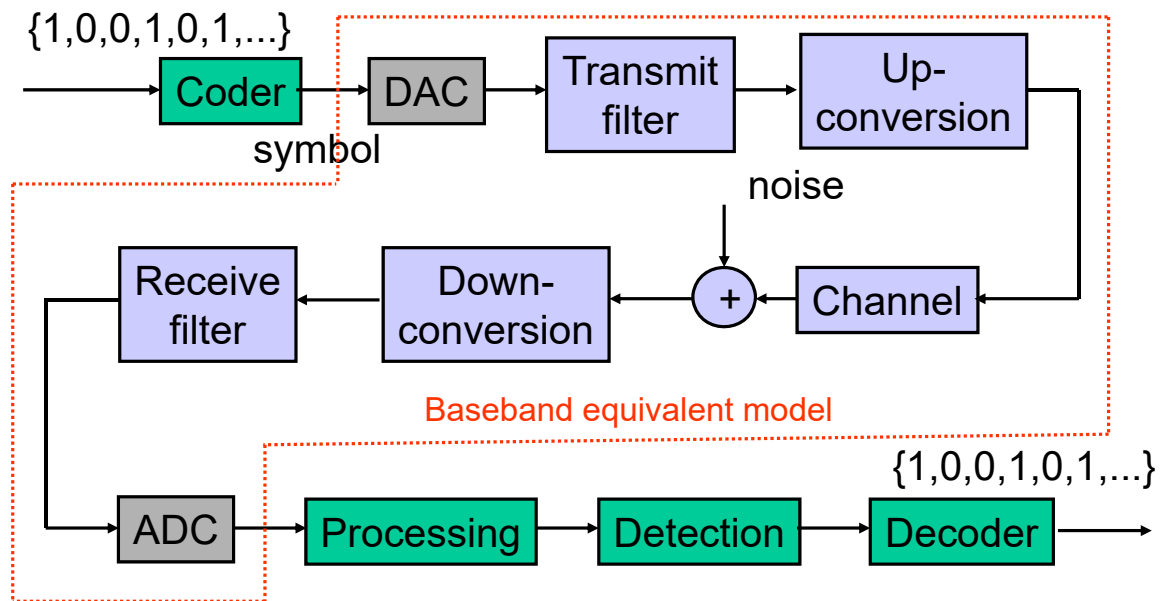 {1,0,0,1,0,1,...}
Coder
symbol
DAC
Transmit
filter
Up-
conversion
noise
Receive
filter
Down-
conversion
+
Channel
Baseband equivalent model
{1,0,0,1,0,1,...}
ADC
Processing
Detection
Decoder